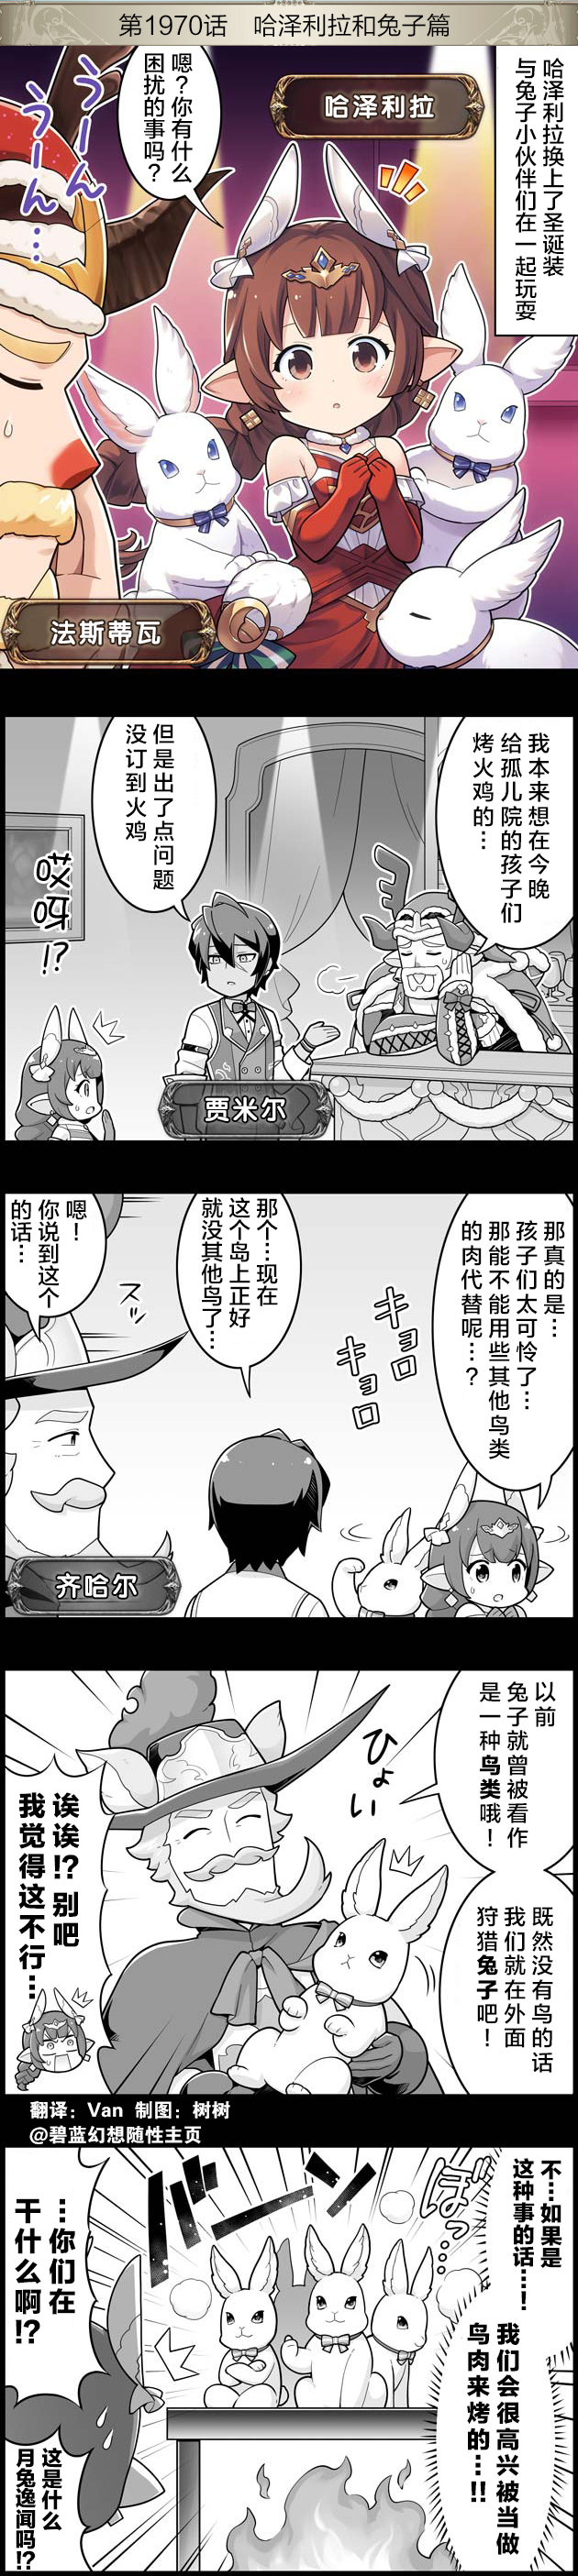 第1970话　哈泽利拉和兔子篇
哈泽利拉换上了圣诞装
与兔子小伙伴们在一起玩耍
哈泽利拉
嗯？你有什么
困扰的事吗？
うーん
うーん…
法斯蒂瓦
我本来想在今晚
给孤儿院的孩子们
烤火鸡的…
但是出了点问题
没订到火鸡
哎呀!?
贾米尔
那真的是…
孩子们太可怜了…
那能不能用些其他鸟类
的肉代替呢…？
キョロ
キョロ
那个…现在
这个岛上正好
就没其他鸟了…
スッ
嗯！
你说到这个
的话…
齐哈尔
以前
兔子就曾被看作
是一种鸟类哦！
既然没有鸟的话
我们就在外面
狩猎兔子吧！
ひょい
诶诶!?别吧
我觉得这不行…
翻译：Van 制图：树树
@碧蓝幻想随性主页
不…如果是
这种事的话…！
我们会很高兴被当做
鸟肉来烤的…!!
ぼっ…
バーン
…你们在
干什么啊!?
这是什么
月兔逸闻吗!?